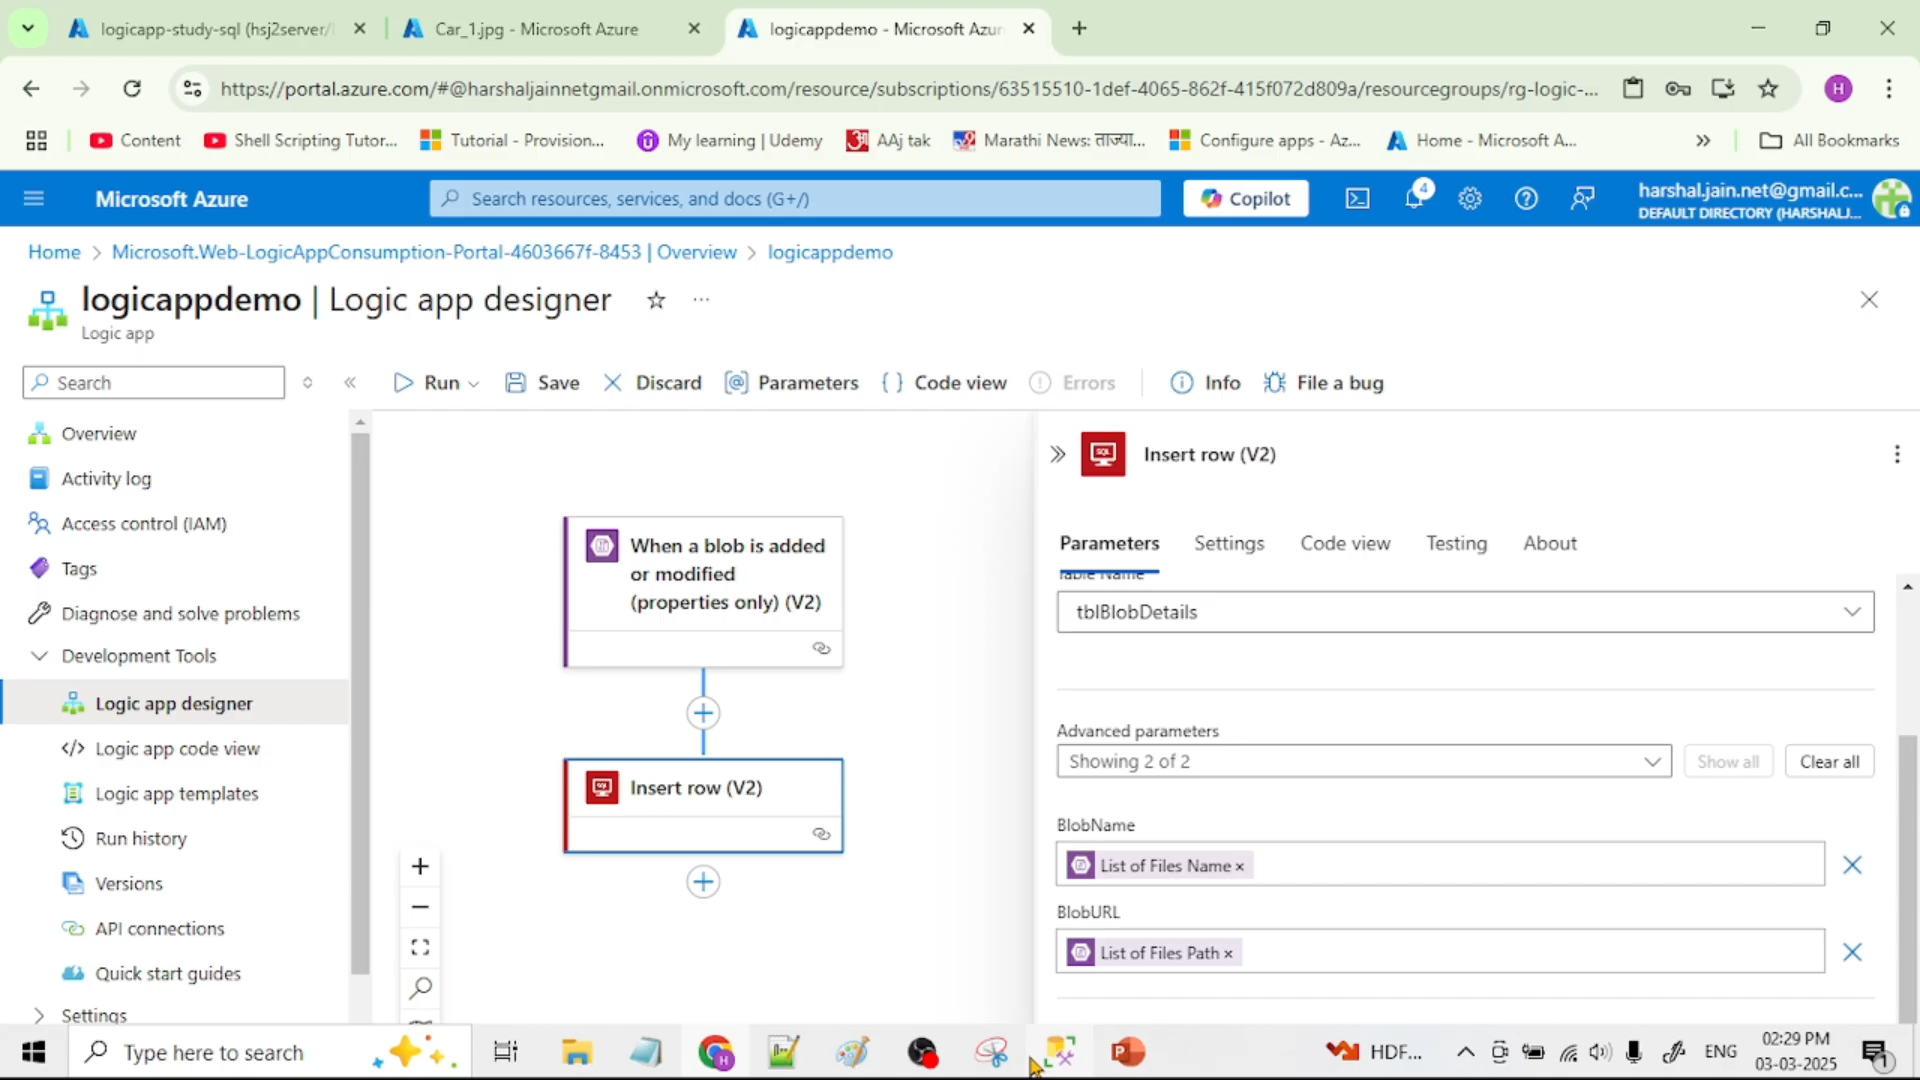 logicapp-study-sql (hsj2server/
Car_1.jpg - Microsoft Azure
logicappdemo - Microsoft Azur
https://portal.azure.com/#@harshaljainnetgmail.onmicrosoft.com/resource/subscriptions/63515510-1def-4065-862f-415f072d809a/resourcegroups/rg-logic-...
H
Content
Shell Scripting Tutor...
Tutorial - Provision...
My learning | Udemy
AAj tak
Marathi News: ताज्या...
Configure apps - Az...
Home - Microsoft A...
All Bookmarks
Microsoft Azure
Search resources, services, and docs (G+/)
Copilot
4
harshal.jain.net@gmail.c...
DEFAULT DIRECTORY (HARSHALJ...
Home > Microsoft.Web-LogicAppConsumption-Portal-4603667f-8453 | Overview > logicappdemo
logicappdemo | Logic app designer
Logic app
Search
Run
Save
Discard
Parameters
Code view
Errors
Info
File a bug
Overview
Activity log
Access control (IAM)
Tags
Diagnose and solve problems
Development Tools
Logic app designer
Logic app code view
Logic app templates
Run history
Versions
API connections
Quick start guides
Settings
When a blob is added
or modified
(properties only) (V2)
SQL
Insert row (V2)
SQL
Insert row (V2)
Parameters
Settings
Code view
Testing
About
Table Name
tblBlobDetails
Advanced parameters
Showing 2 of 2
Show all
Clear all
BlobName
List of Files Name ×
BlobURL
List of Files Path ×
Type here to search
H
P
HDF...
ENG
02:29 PM
03-03-2025
1